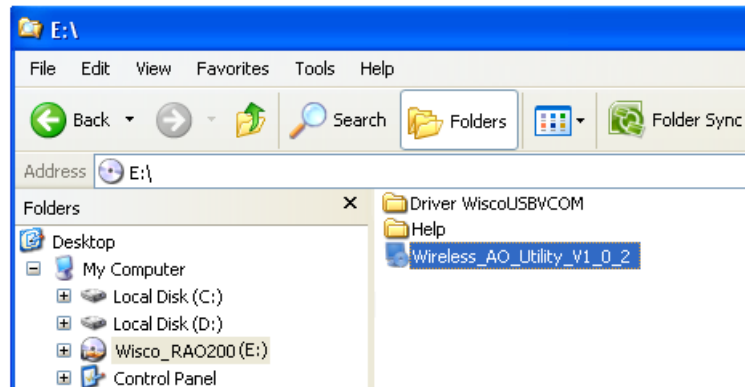 E:\
File Edit View Favorites Tools Help
Back Search Folders Folder Sync
Address E:\
Folders X
Driver WiscoUSBVCOM
Help
Wireless_AO_Utility_V1_0_2
Desktop
My Computer
Local Disk (C:)
Local Disk (D:)
Wisco_RAO200 (E:)
Control Panel